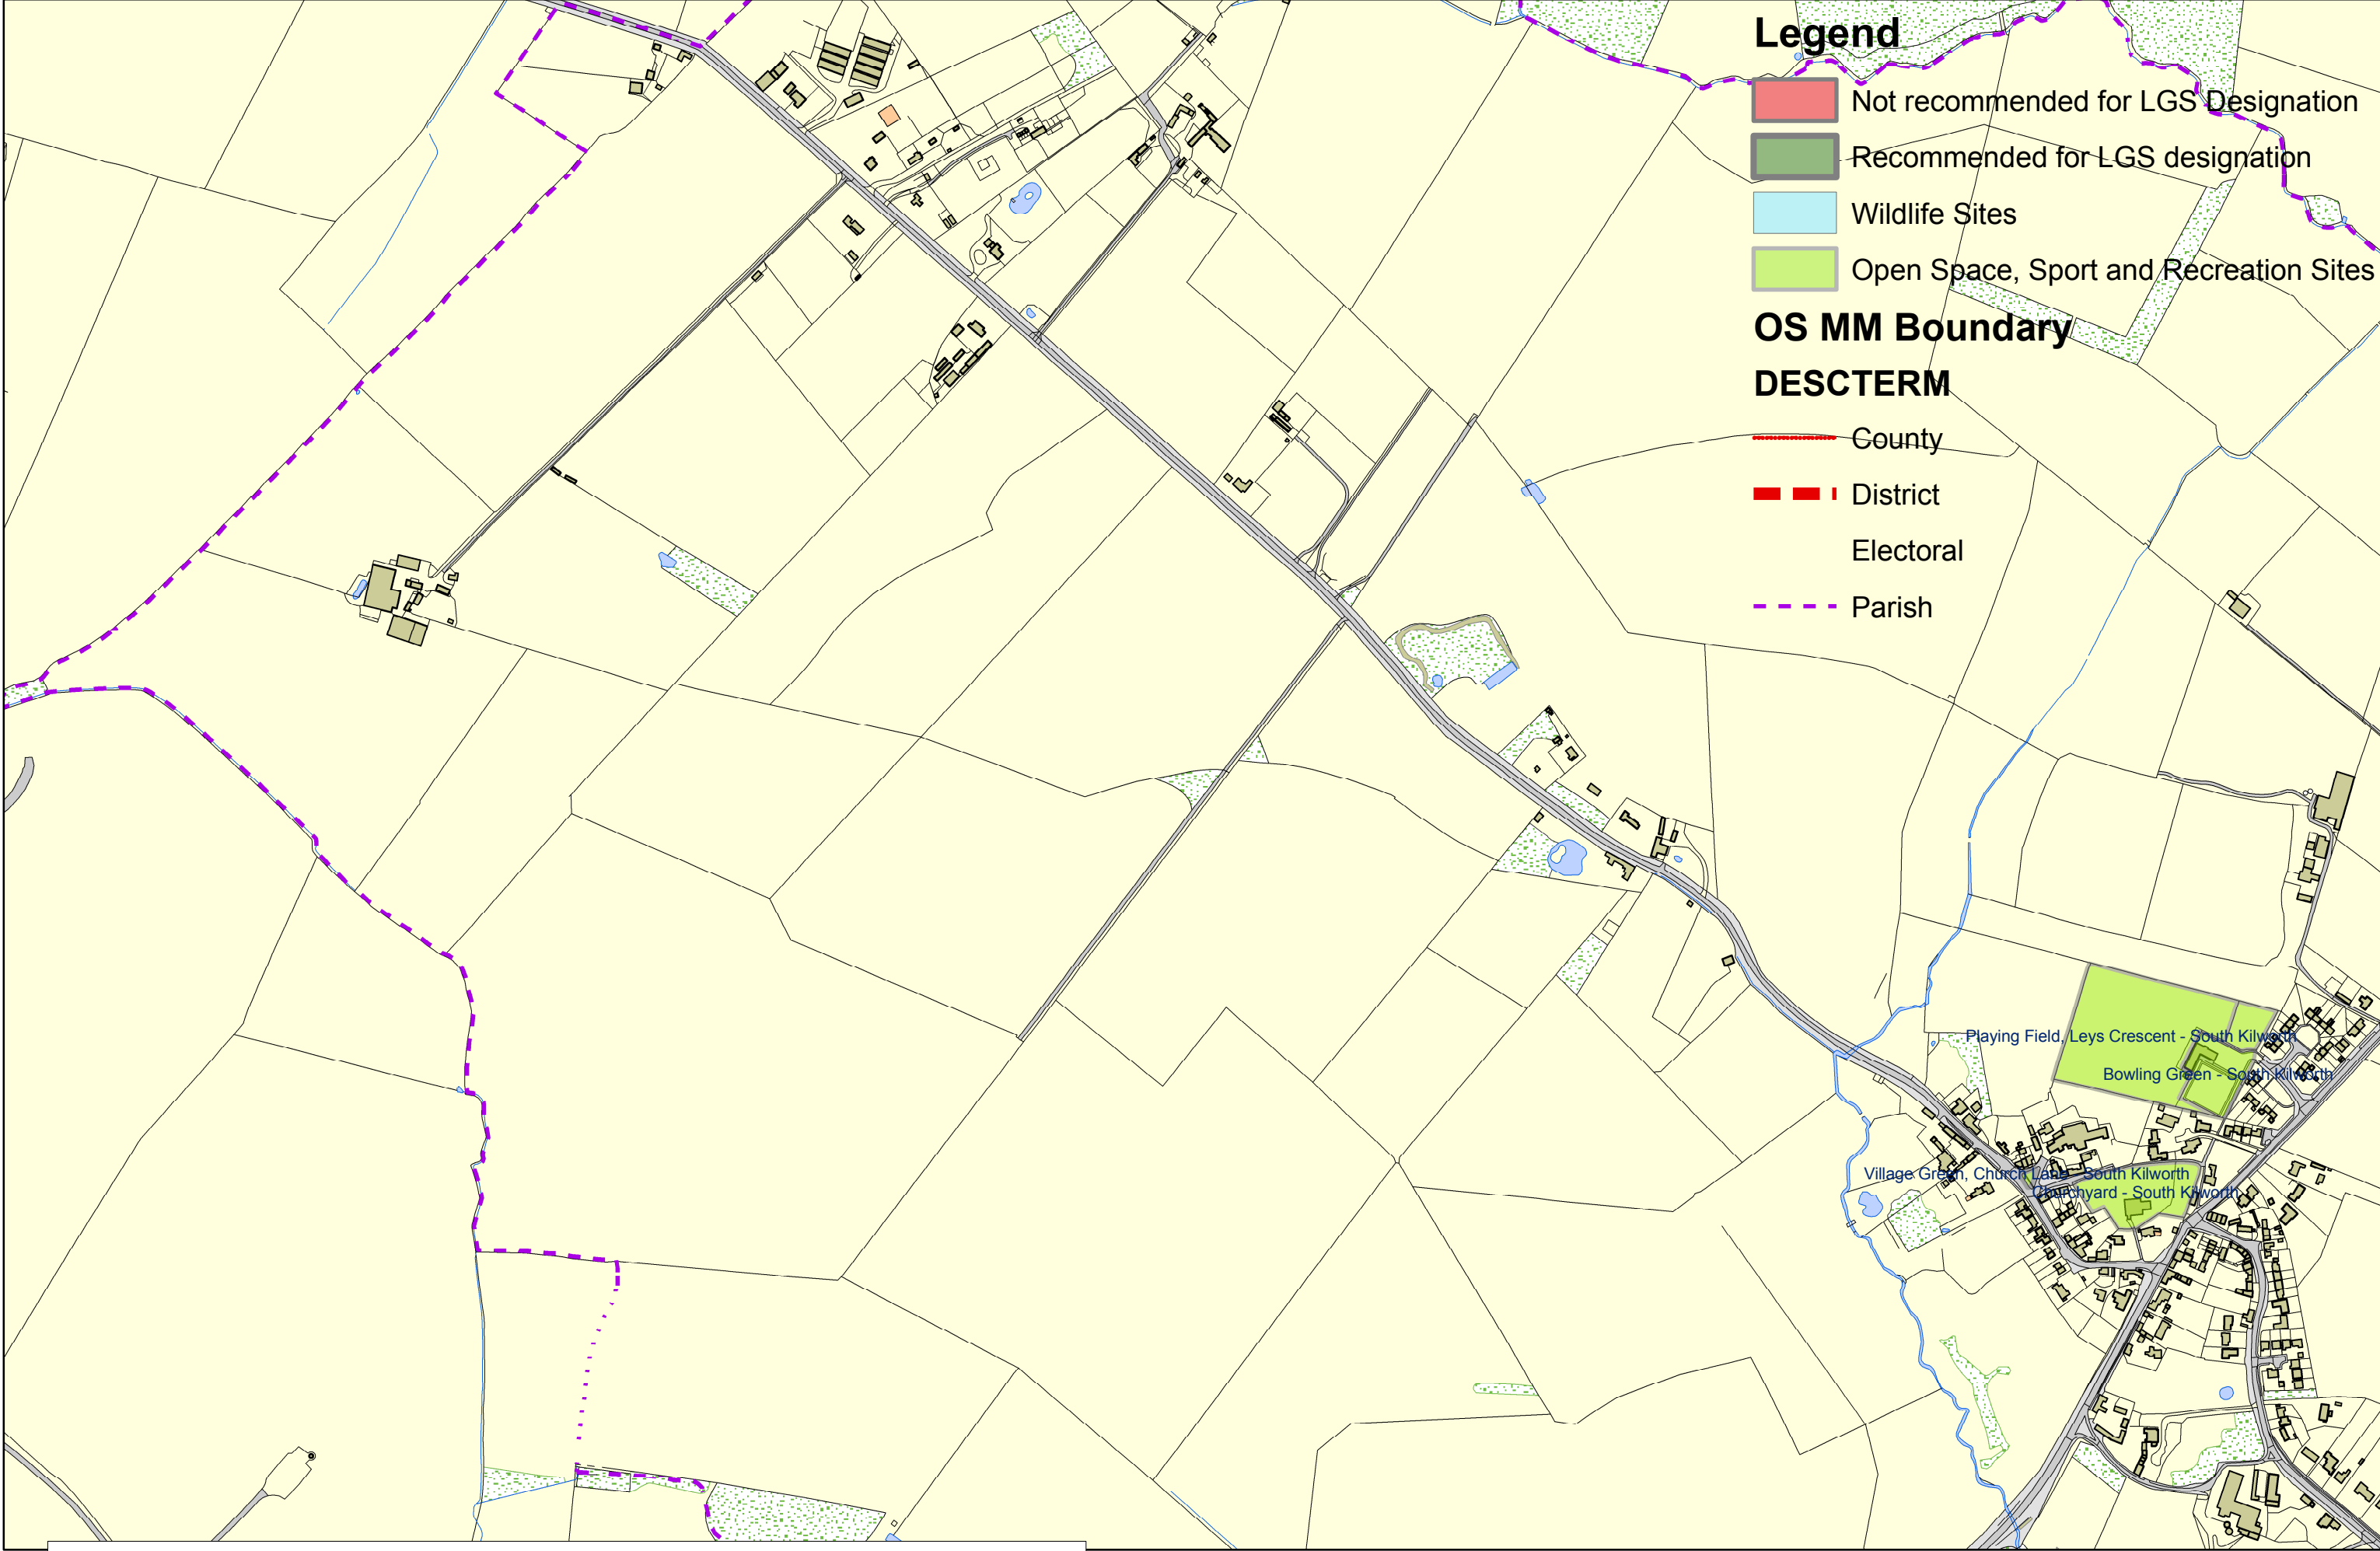 Legend
Not recommended for LGS Designation
Recommended for LGS designation
Wildlife Sites
Open Space, Sport and Recreation Sites
OS MM Boundary
DESCTERM
County
District
Electoral
Parish
Playing Field, Leys Crescent - South Kilworth
Bowling Green - South Kilworth
Village Green, Church Lane - South Kilworth
Churchyard - South Kilworth